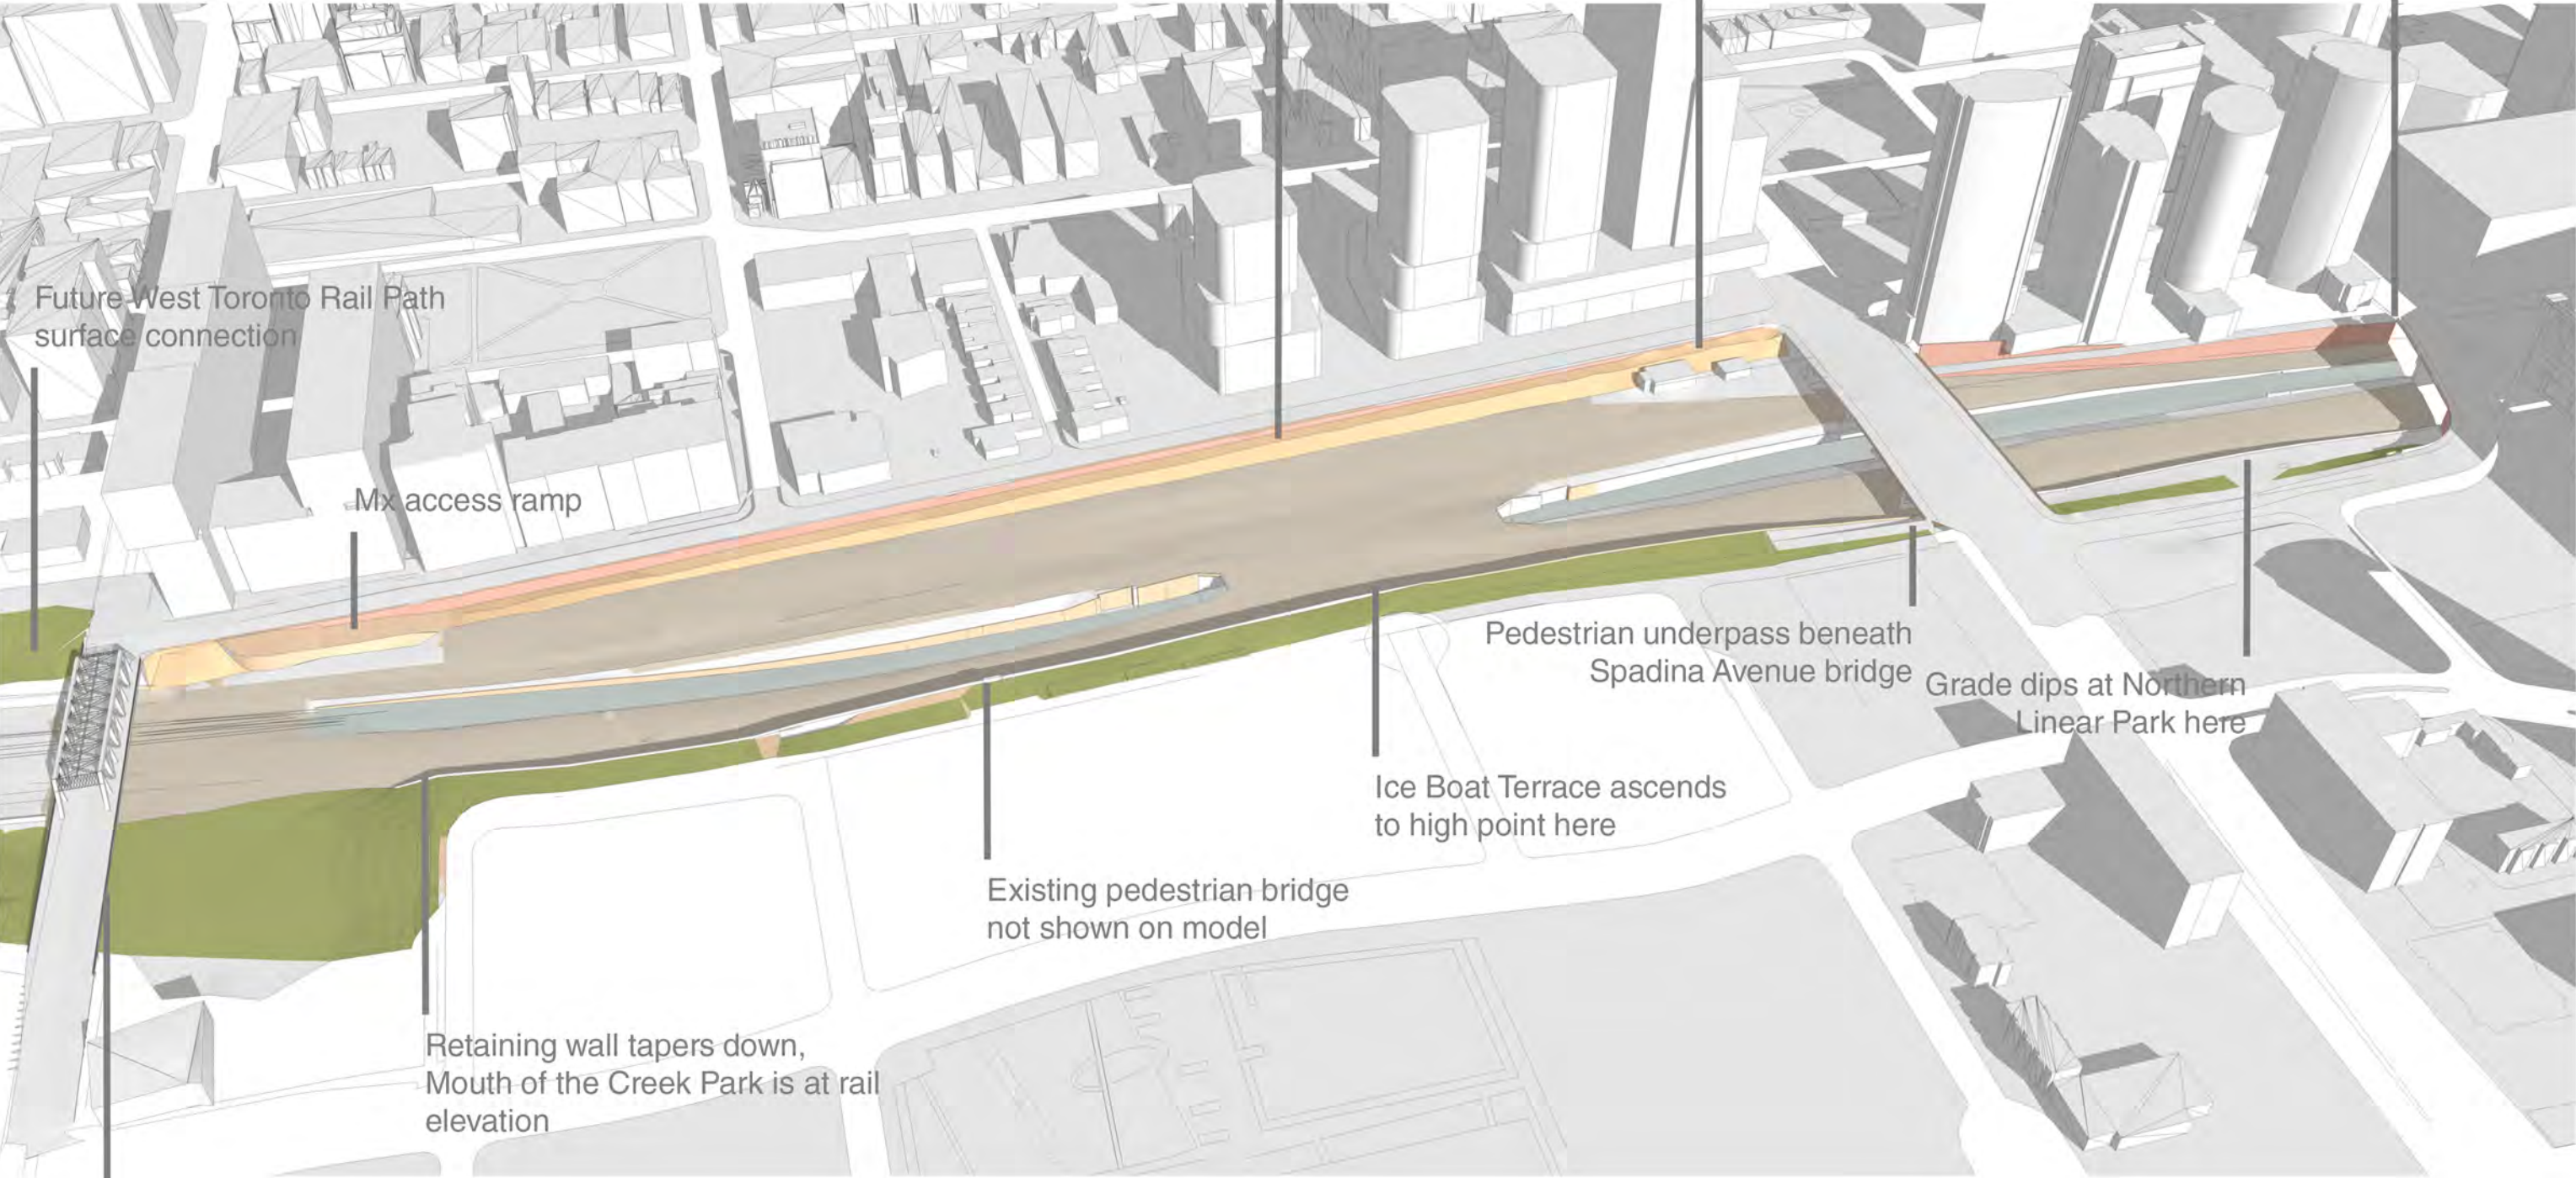 Future West Toronto Rail Path
surface connection
Mx access ramp
Pedestrian underpass beneath
Spadina Avenue bridge
Grade dips at Northern
Linear Park here
Ice Boat Terrace ascends
to high point here
Existing pedestrian bridge
not shown on model
Retaining wall tapers down,
Mouth of the Creek Park is at rail
elevation